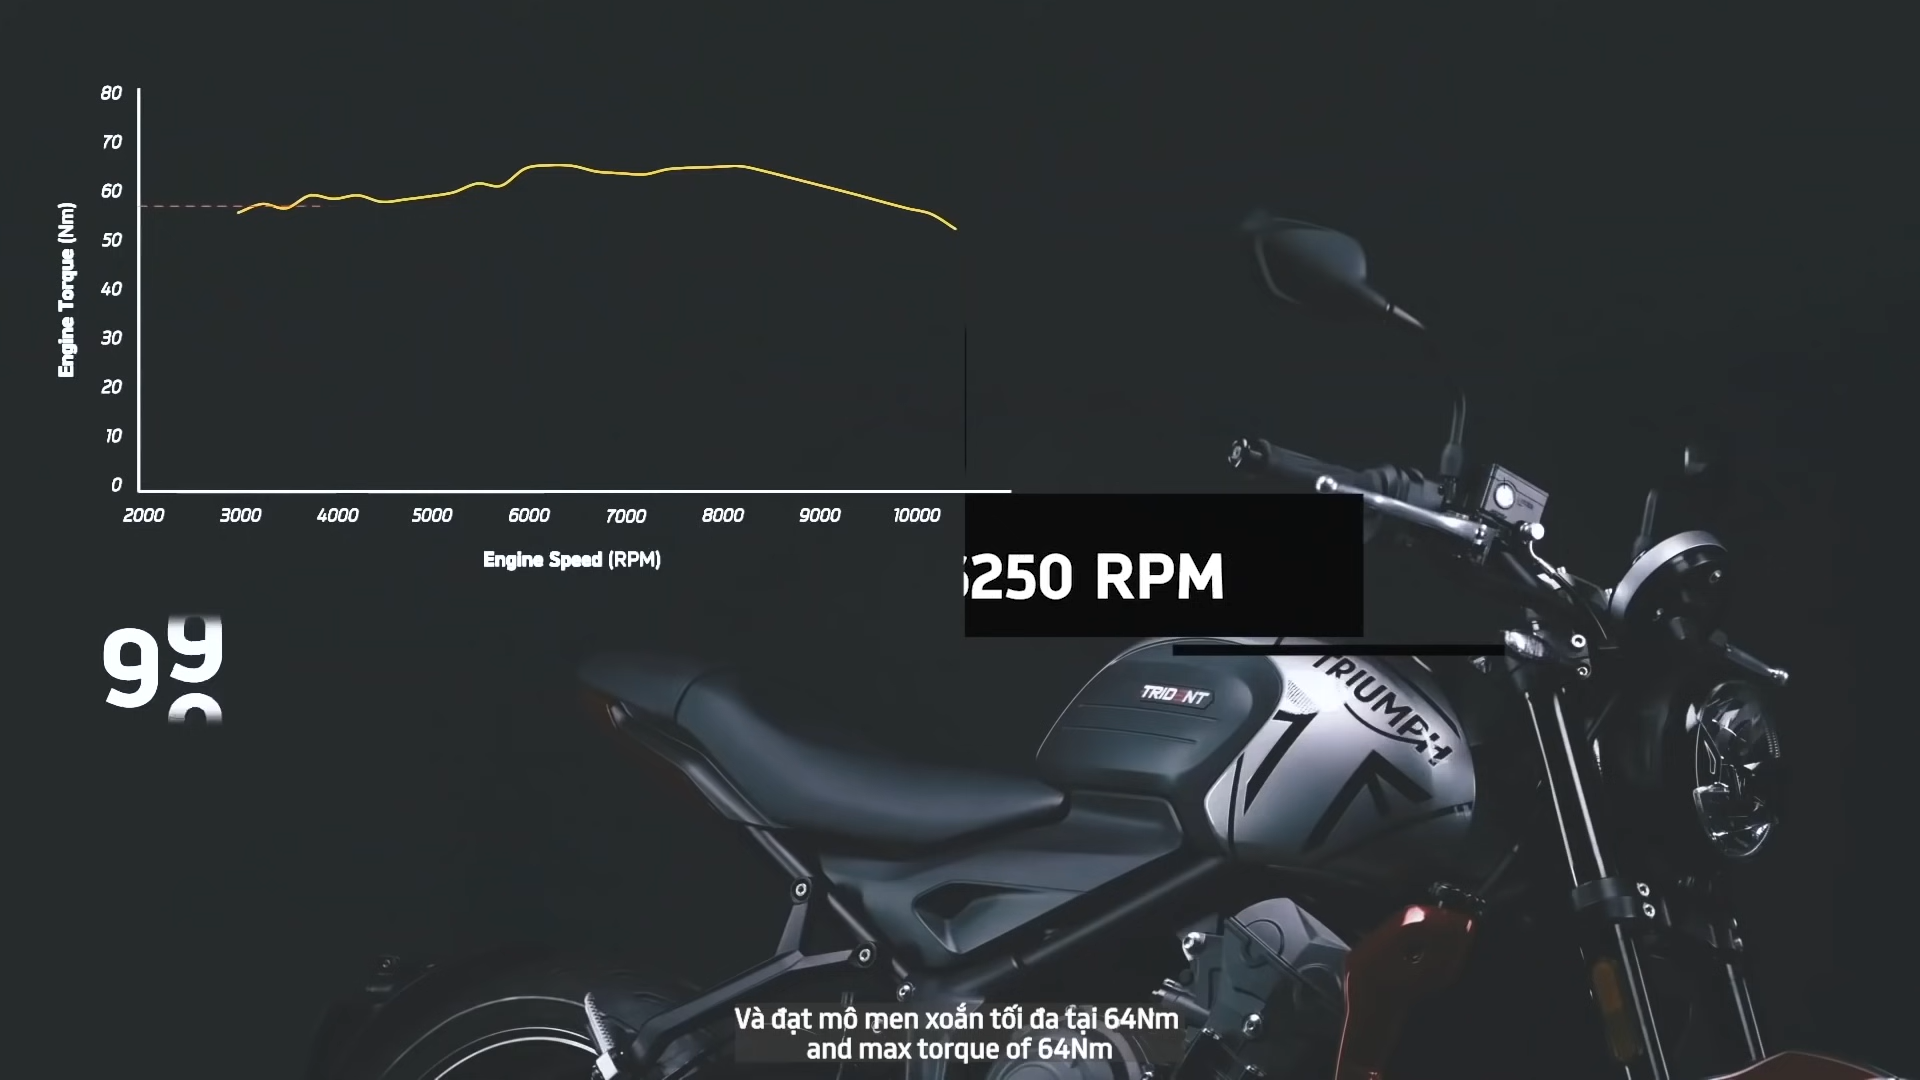 80
70
60
50
40
30
20
10
0
Engine Torque (Nm)
2000 3000 4000 5000 6000 7000 8000 9000 10000
Engine Speed (RPM)
250 RPM
9
TRIDENT
TRIUMPH
Và đạt mô men xoắn tối đa tại 64Nm
and max torque of 64Nm